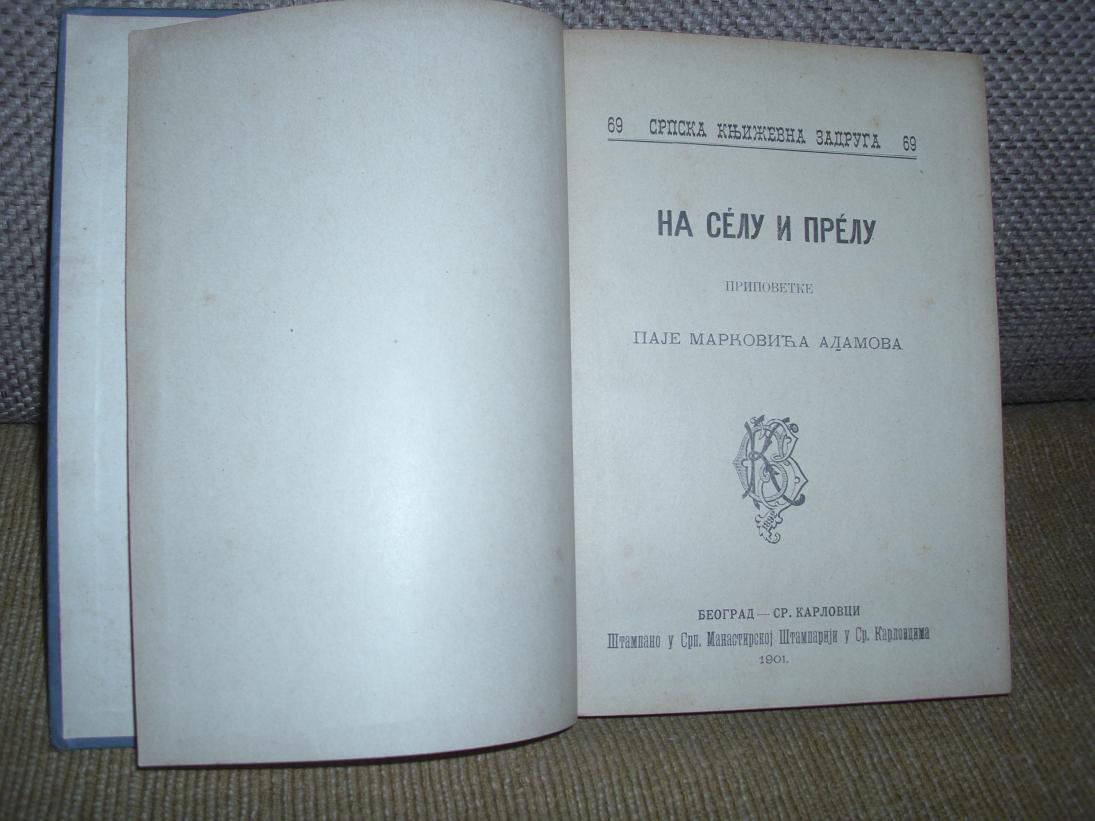 69 СРПСКА КЊИЖЕВНА ЗАДРУГА 69
НА СЕ́ЛУ И ПРЕ́ЛУ
ПРИПОВЕТКЕ
ПАЈЕ МАРКОВИЋА АДАМОВА
1892
БЕОГРАД — СР. КАРЛОВЦИ
Штампано у Срп. Манастирској Штампарији у Ср. Карловцима
1901.